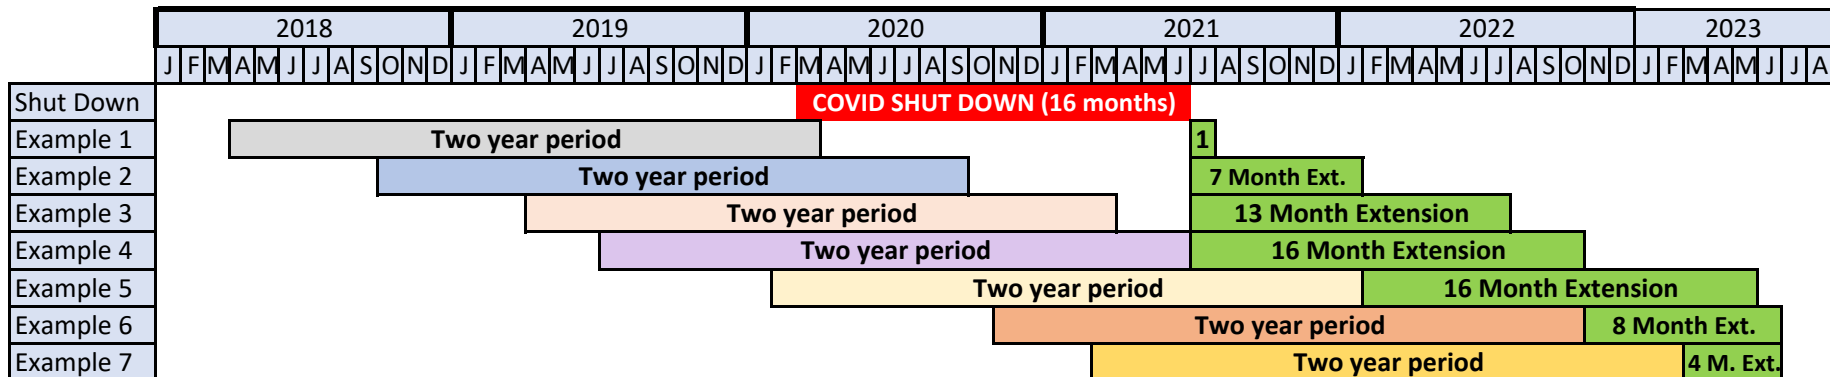 2018 2019 2020 2021 2022 2023
J F M A M J J A S O N D J F M A M J J A S O N D J F M A M J J A S O N D J F M A M J J A S O N D J F M A M J J A S O N D J F M A M J J A
Shut Down COVID SHUT DOWN (16 months)
Example 1 Two year period 1
Example 2 Two year period 7 Month Ext.
Example 3 Two year period 13 Month Extension
Example 4 Two year period 16 Month Extension
Example 5 Two year period 16 Month Extension
Example 6 Two year period 8 Month Ext.
Example 7 Two year period 4 M. Ext.